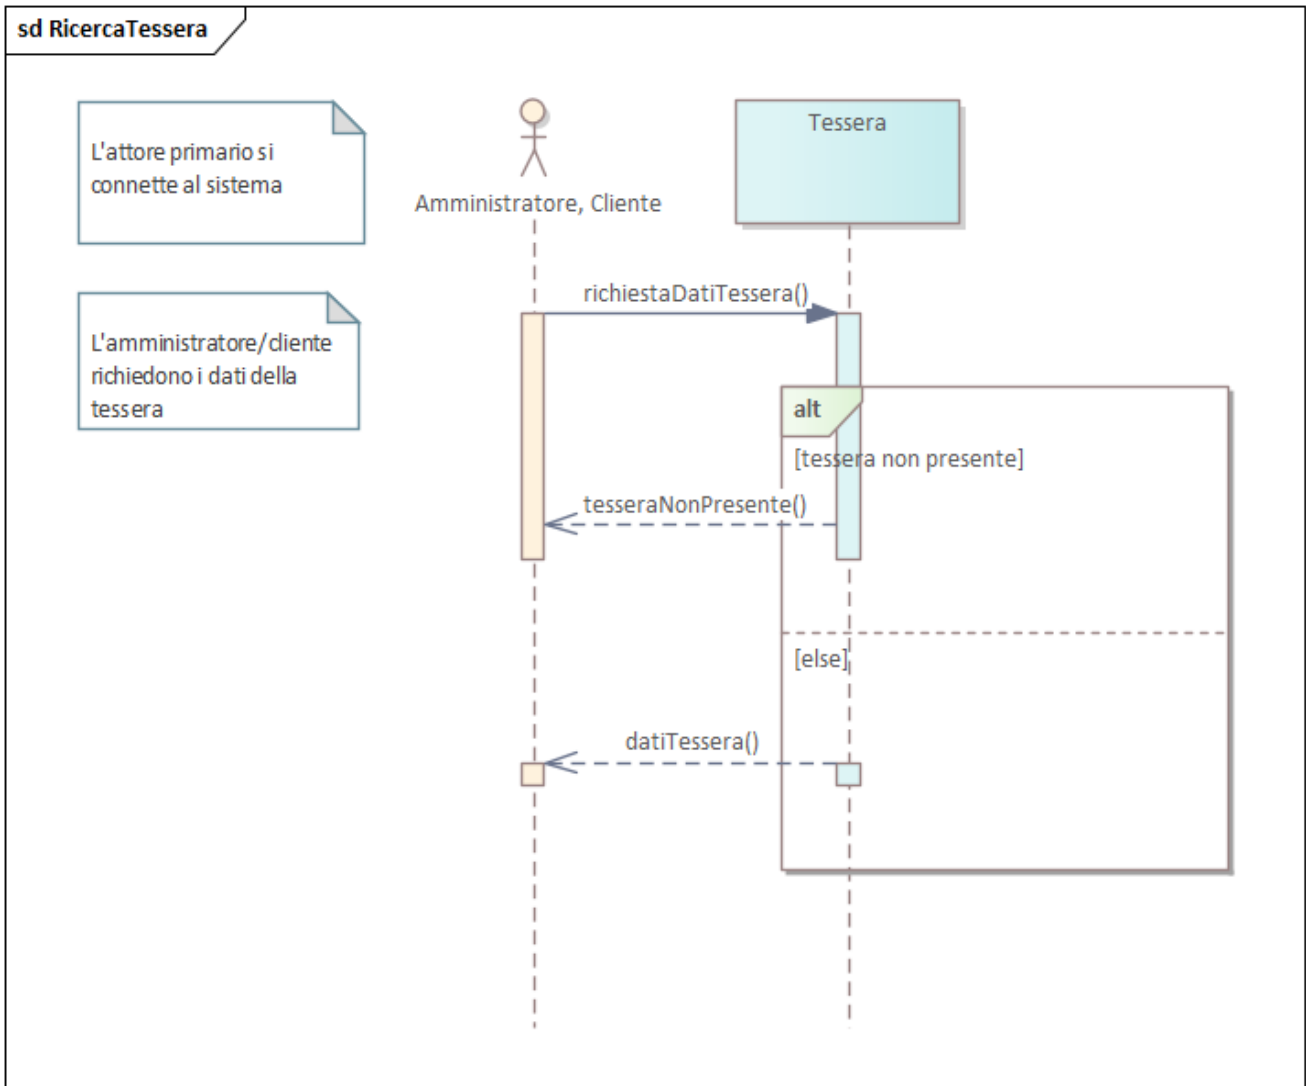 sd RicercaTessera
L'attore primario si
connette al sistema
Amministratore, Cliente
Tessera
L'amministratore/cliente
richiedono i dati della
tessera
richiestaDatiTessera()
alt
[tessera non presente]
tesseraNonPresente()
[else]
datiTessera()